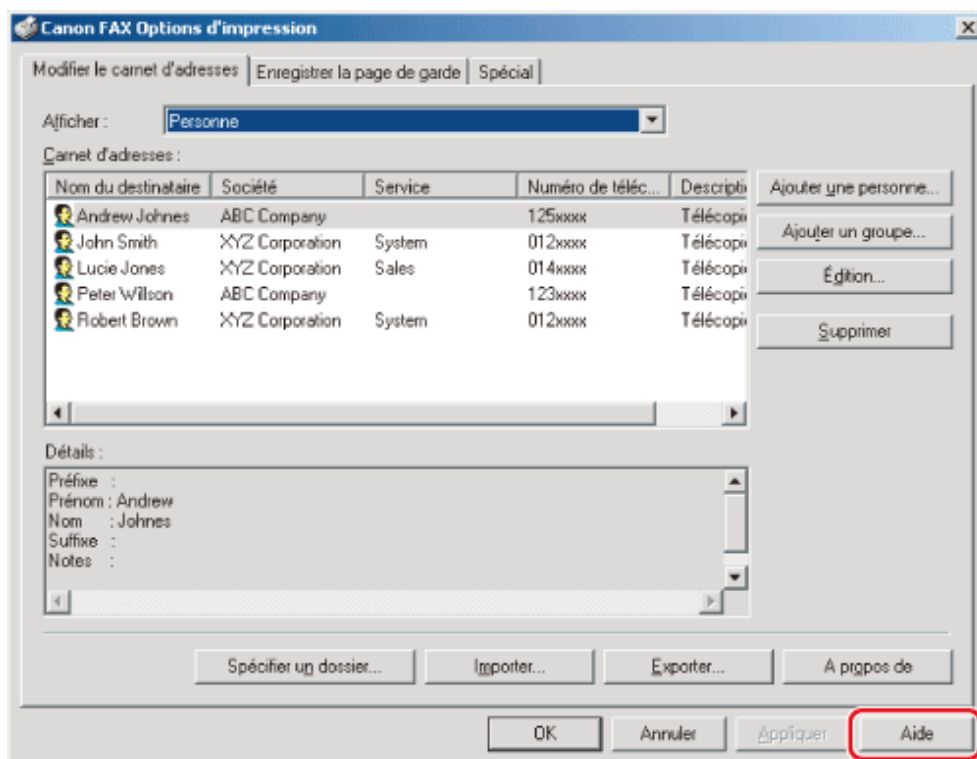 Canon FAX Options d'impression
Modifier le carnet d'adresses Enregistrer la page de garde Spécial
Afficher : Personne
Carnet d'adresses :
Nom du destinataire Société Service Numéro de téléc... Descripti
Andrew Johnes ABC Company 125xxxx Télécopi
John Smith XYZ Corporation System 012xxxx Télécopi
Lucie Jones XYZ Corporation Sales 014xxxx Télécopi
Peter Willson ABC Company 123xxxx Télécopi
Robert Brown XYZ Corporation System 012xxxx Télécopi
Ajouter une personne...
Ajouter un groupe...
Édition...
Supprimer
Détails :
Préfixe :
Prénom : Andrew
Nom : Johnes
Suffixe :
Notes :
Spécifier un dossier... Importer... Exporter... A propos de
OK Annuler Appliquer Aide